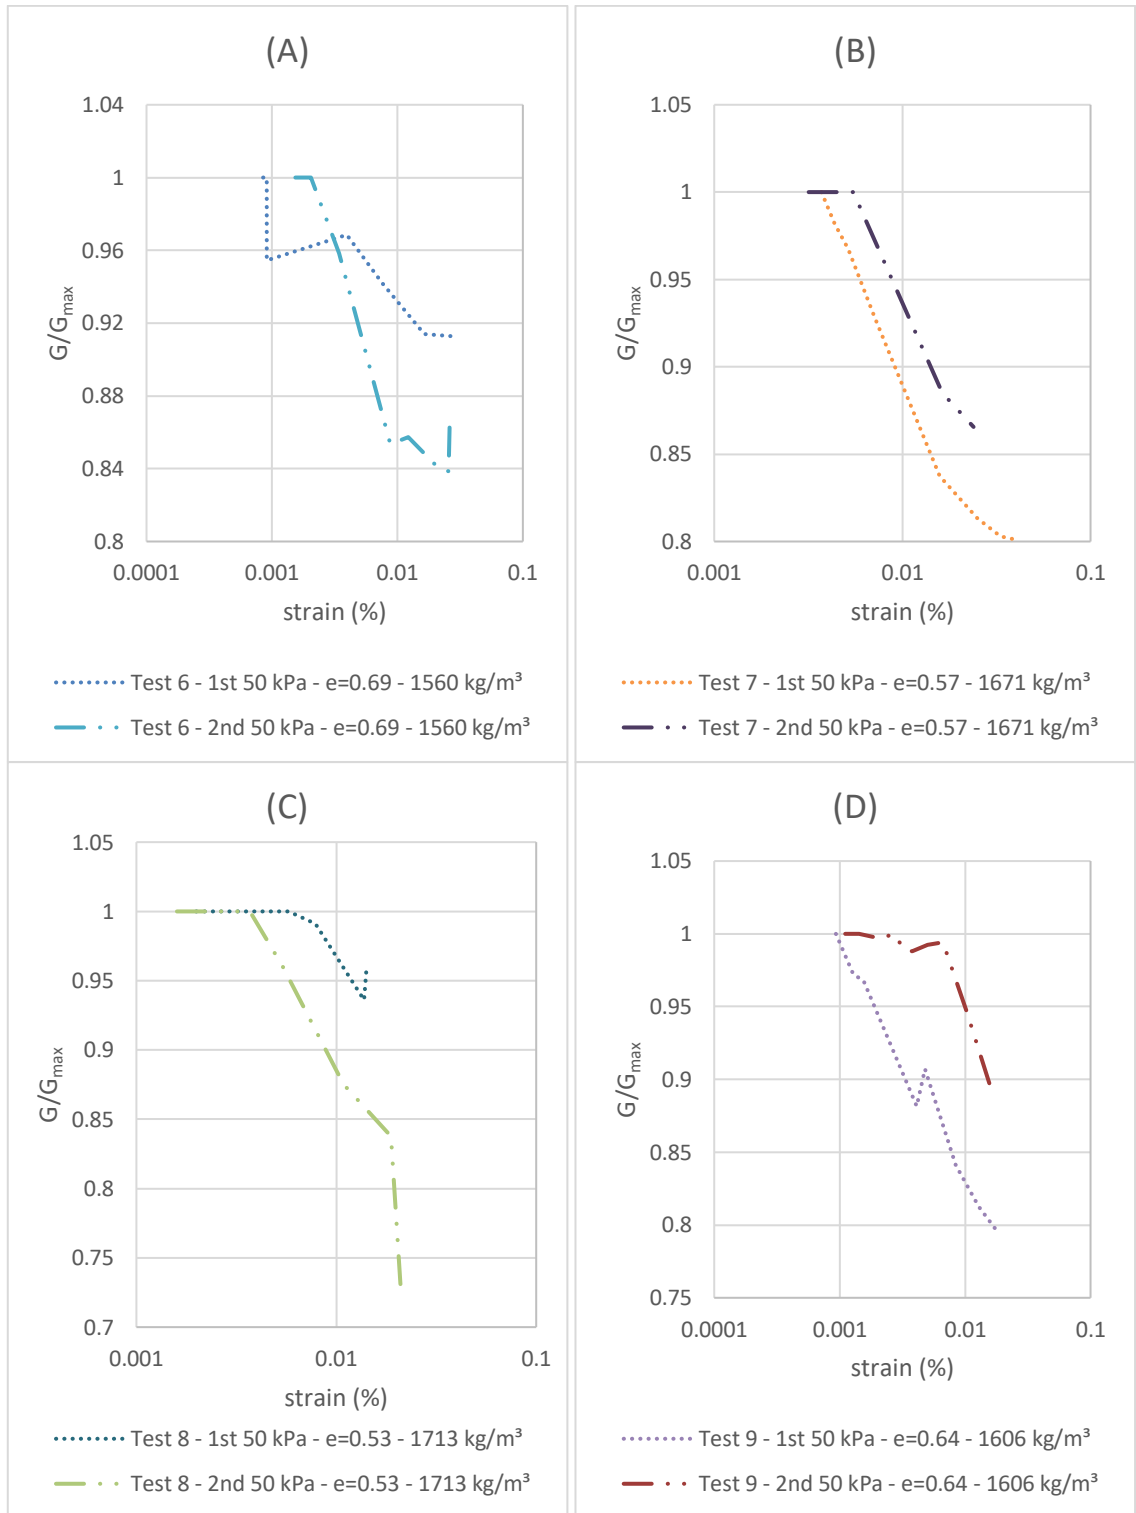 (A)
1.04
1
0.96
0.92
0.88
0.84
0.8
G/Gmax
0.0001 0.001 0.01 0.1
strain (%)
Test 6 - 1st 50 kPa - e=0.69 - 1560 kg/m³
Test 6 - 2nd 50 kPa - e=0.69 - 1560 kg/m³
(B)
1.05
1
0.95
0.9
0.85
0.8
G/Gmax
0.001 0.01 0.1
strain (%)
Test 7 - 1st 50 kPa - e=0.57 - 1671 kg/m³
Test 7 - 2nd 50 kPa - e=0.57 - 1671 kg/m³
(C)
1.05
1
0.95
0.9
0.85
0.8
0.75
0.7
G/Gmax
0.001 0.01 0.1
strain (%)
Test 8 - 1st 50 kPa - e=0.53 - 1713 kg/m³
Test 8 - 2nd 50 kPa - e=0.53 - 1713 kg/m³
(D)
1.05
1
0.95
0.9
0.85
0.8
0.75
G/Gmax
0.0001 0.001 0.01 0.1
strain (%)
Test 9 - 1st 50 kPa - e=0.64 - 1606 kg/m³
Test 9 - 2nd 50 kPa - e=0.64 - 1606 kg/m³